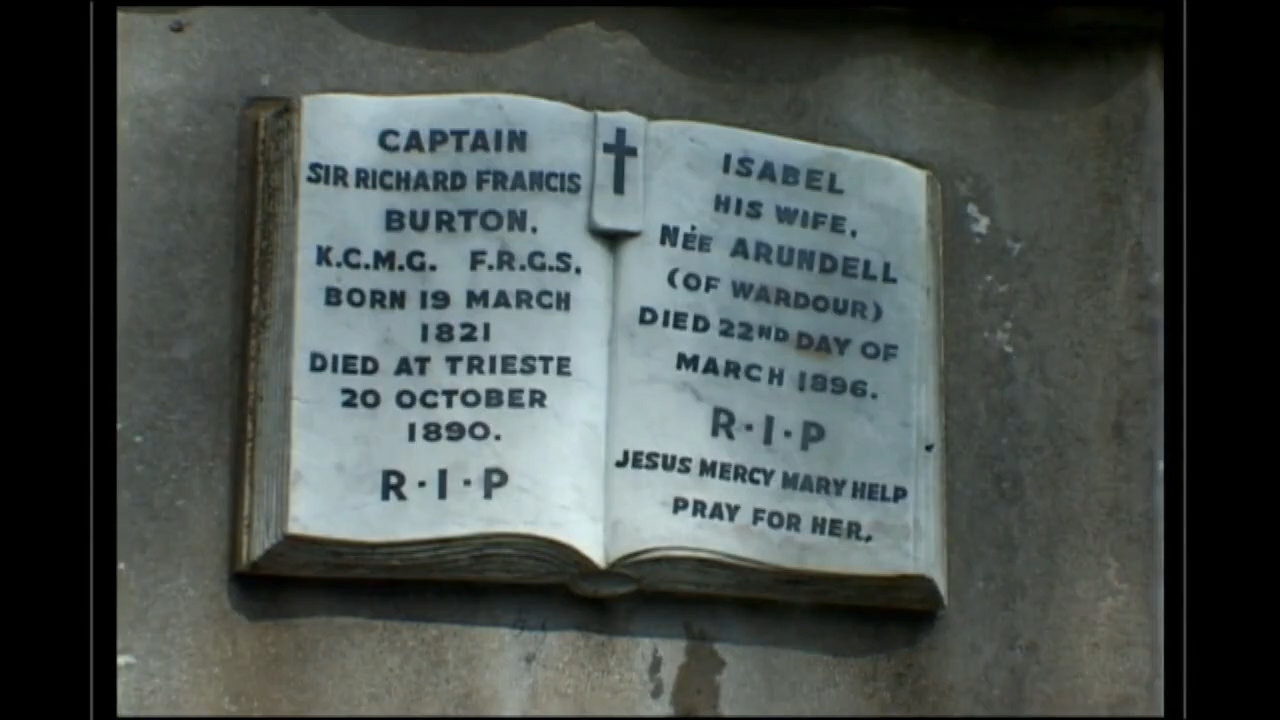 CAPTAIN
SIR RICHARD FRANCIS
BURTON.
K.C.M.G. F.R.G.S.
BORN 19 MARCH
1821
DIED AT TRIESTE
20 OCTOBER
1890.
R·I·P
ISABEL
HIS WIFE,
NÉE ARUNDELL
(OF WARDOUR)
DIED 22ND DAY OF
MARCH 1896.
R·I·P
JESUS MERCY MARY HELP
PRAY FOR HER.